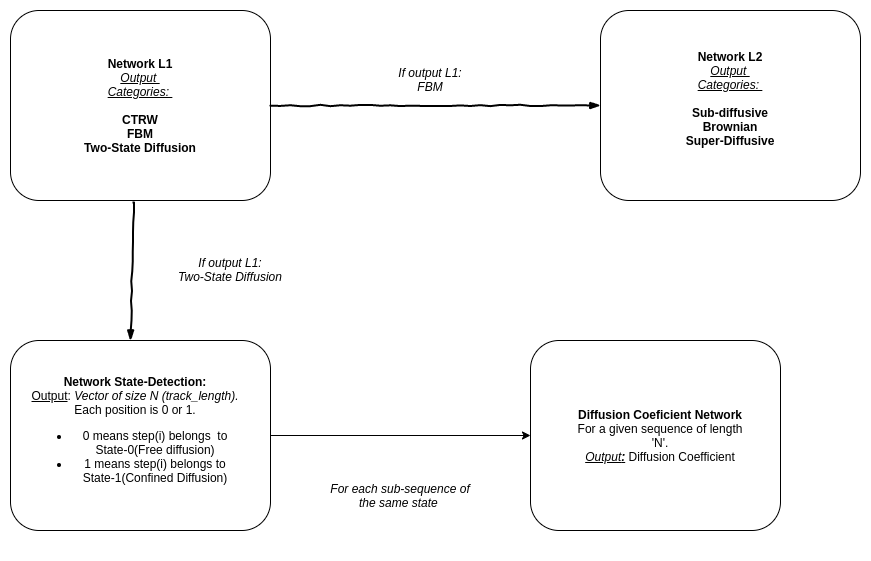 Network L1
Output
Categories:
CTRW
FBM
Two-State Diffusion
If output L1:
FBM
Network L2
Output
Categories:
Sub-diffusive
Brownian
Super-Diffusive
If output L1:
Two-State Diffusion
Network State-Detection:
Output: Vector of size N (track_length).
Each position is 0 or 1.
• 0 means step(i) belongs to
State-0(Free diffusion)
• 1 means step(i) belongs to
State-1(Confined Diffusion)
For each sub-sequence of
the same state
Diffusion Coeficient Network
For a given sequence of length
'N'.
Output: Diffusion Coefficient